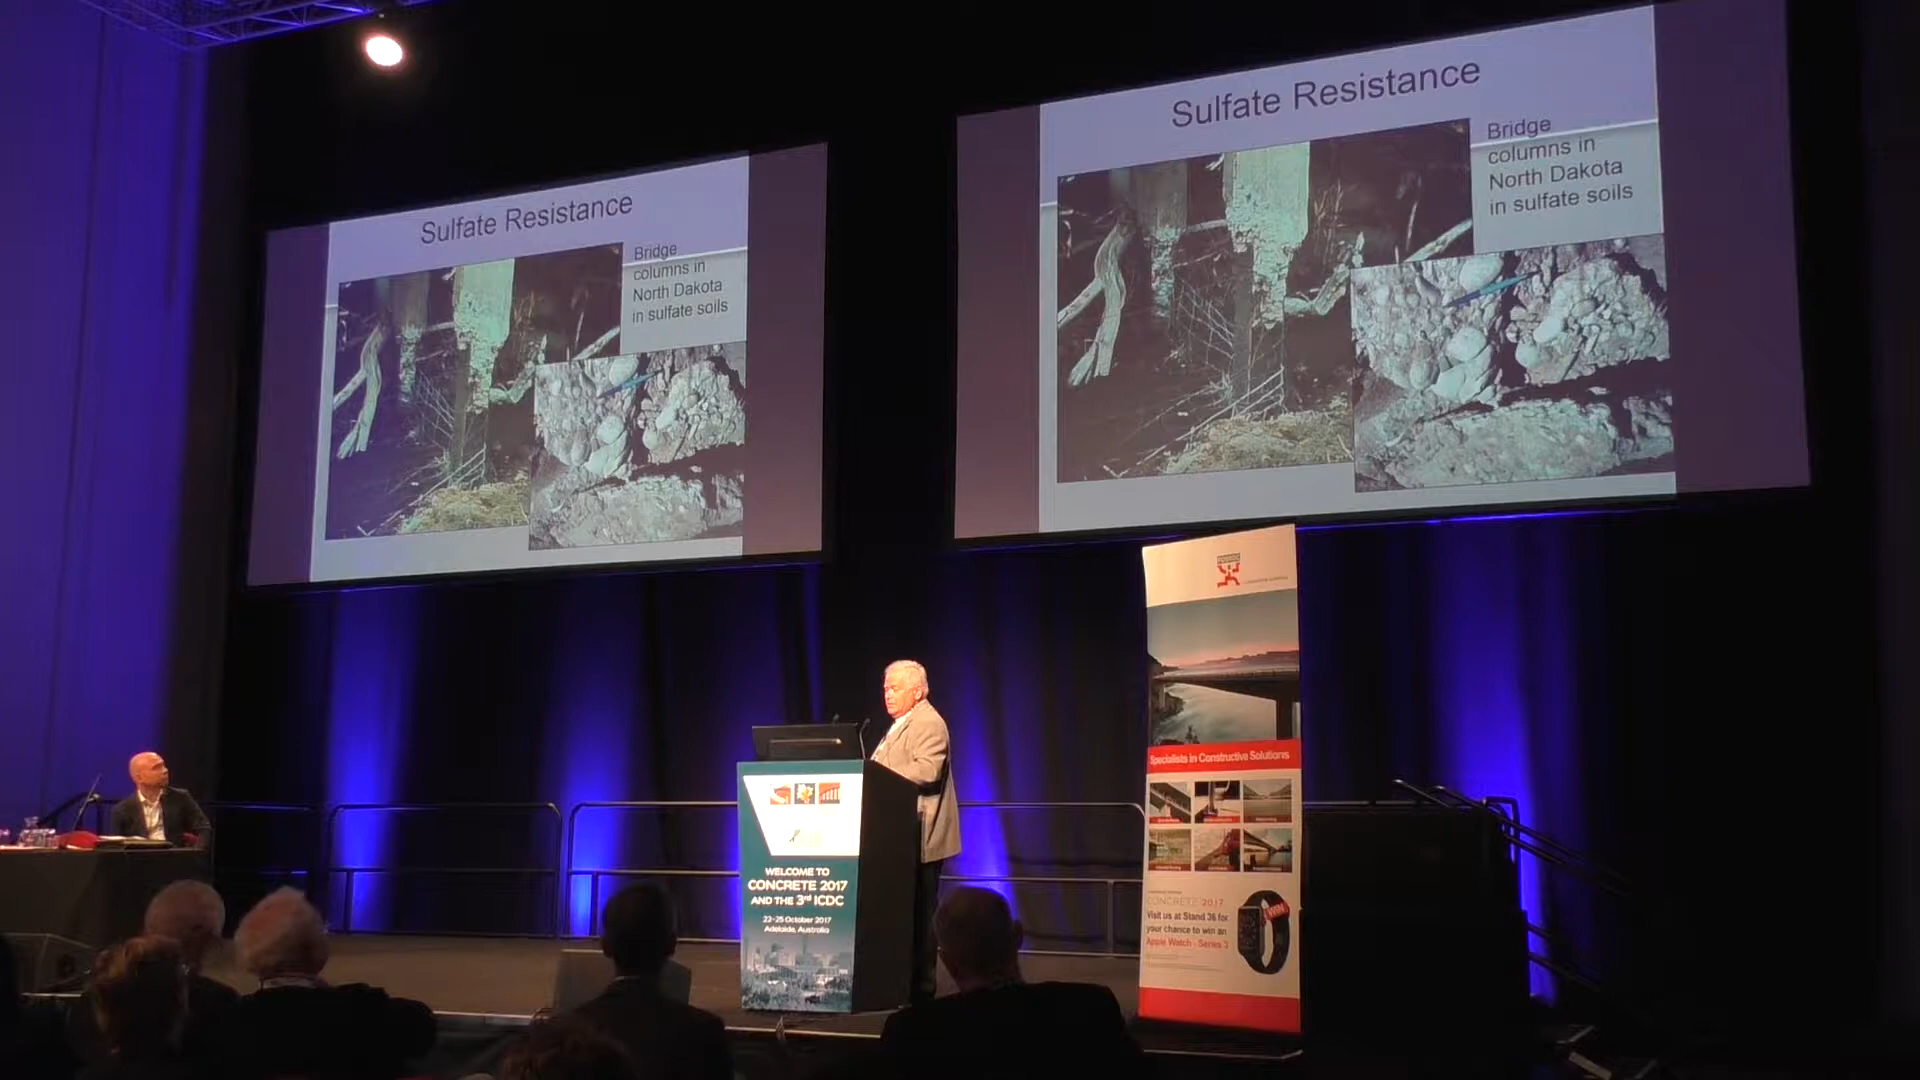 Sulfate Resistance
Bridge
columns in
North Dakota
in sulfate soils
Sulfate Resistance
Bridge
columns in
North Dakota
in sulfate soils
WELCOME TO
CONCRETE 2017
AND THE 3rd ICDC
22-25 October 2017
Adelaide, Australia
FOSROC
Specialists in Constructive Solutions
CONCRETE 2017
Visit us at Stand 36 for
your chance to win an
Apple Watch - Series 3
WIN